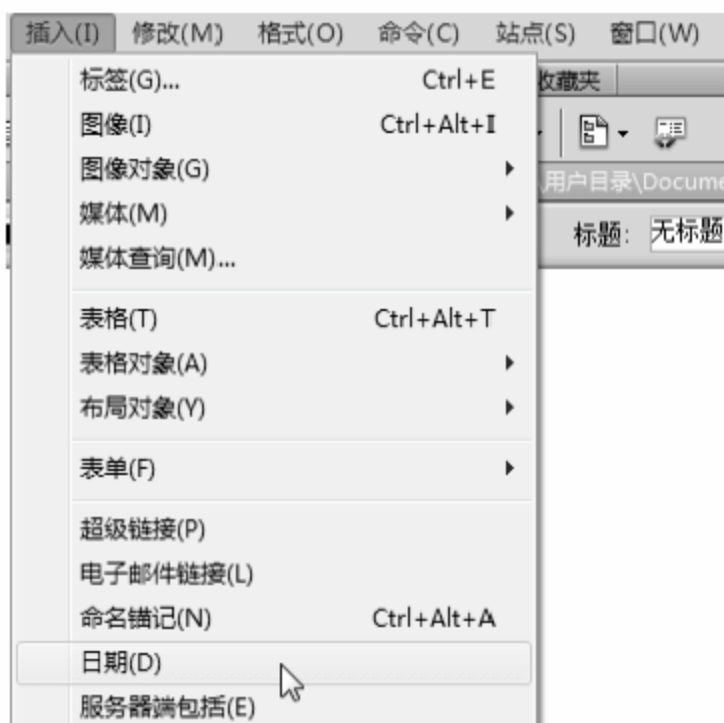 插入(I) 修改(M) 格式(O) 命令(C) 站点(S) 窗口(W)
标签(G)... Ctrl+E
收藏夹
图像(I) Ctrl+Alt+I
图像对象(G)
\用户目录\Docume
媒体(M)
标题: 无标题
媒体查询(M)...
表格(T) Ctrl+Alt+T
表格对象(A)
布局对象(Y)
表单(F)
超级链接(P)
电子邮件链接(L)
命名锚记(N) Ctrl+Alt+A
日期(D)
服务器端包括(E)